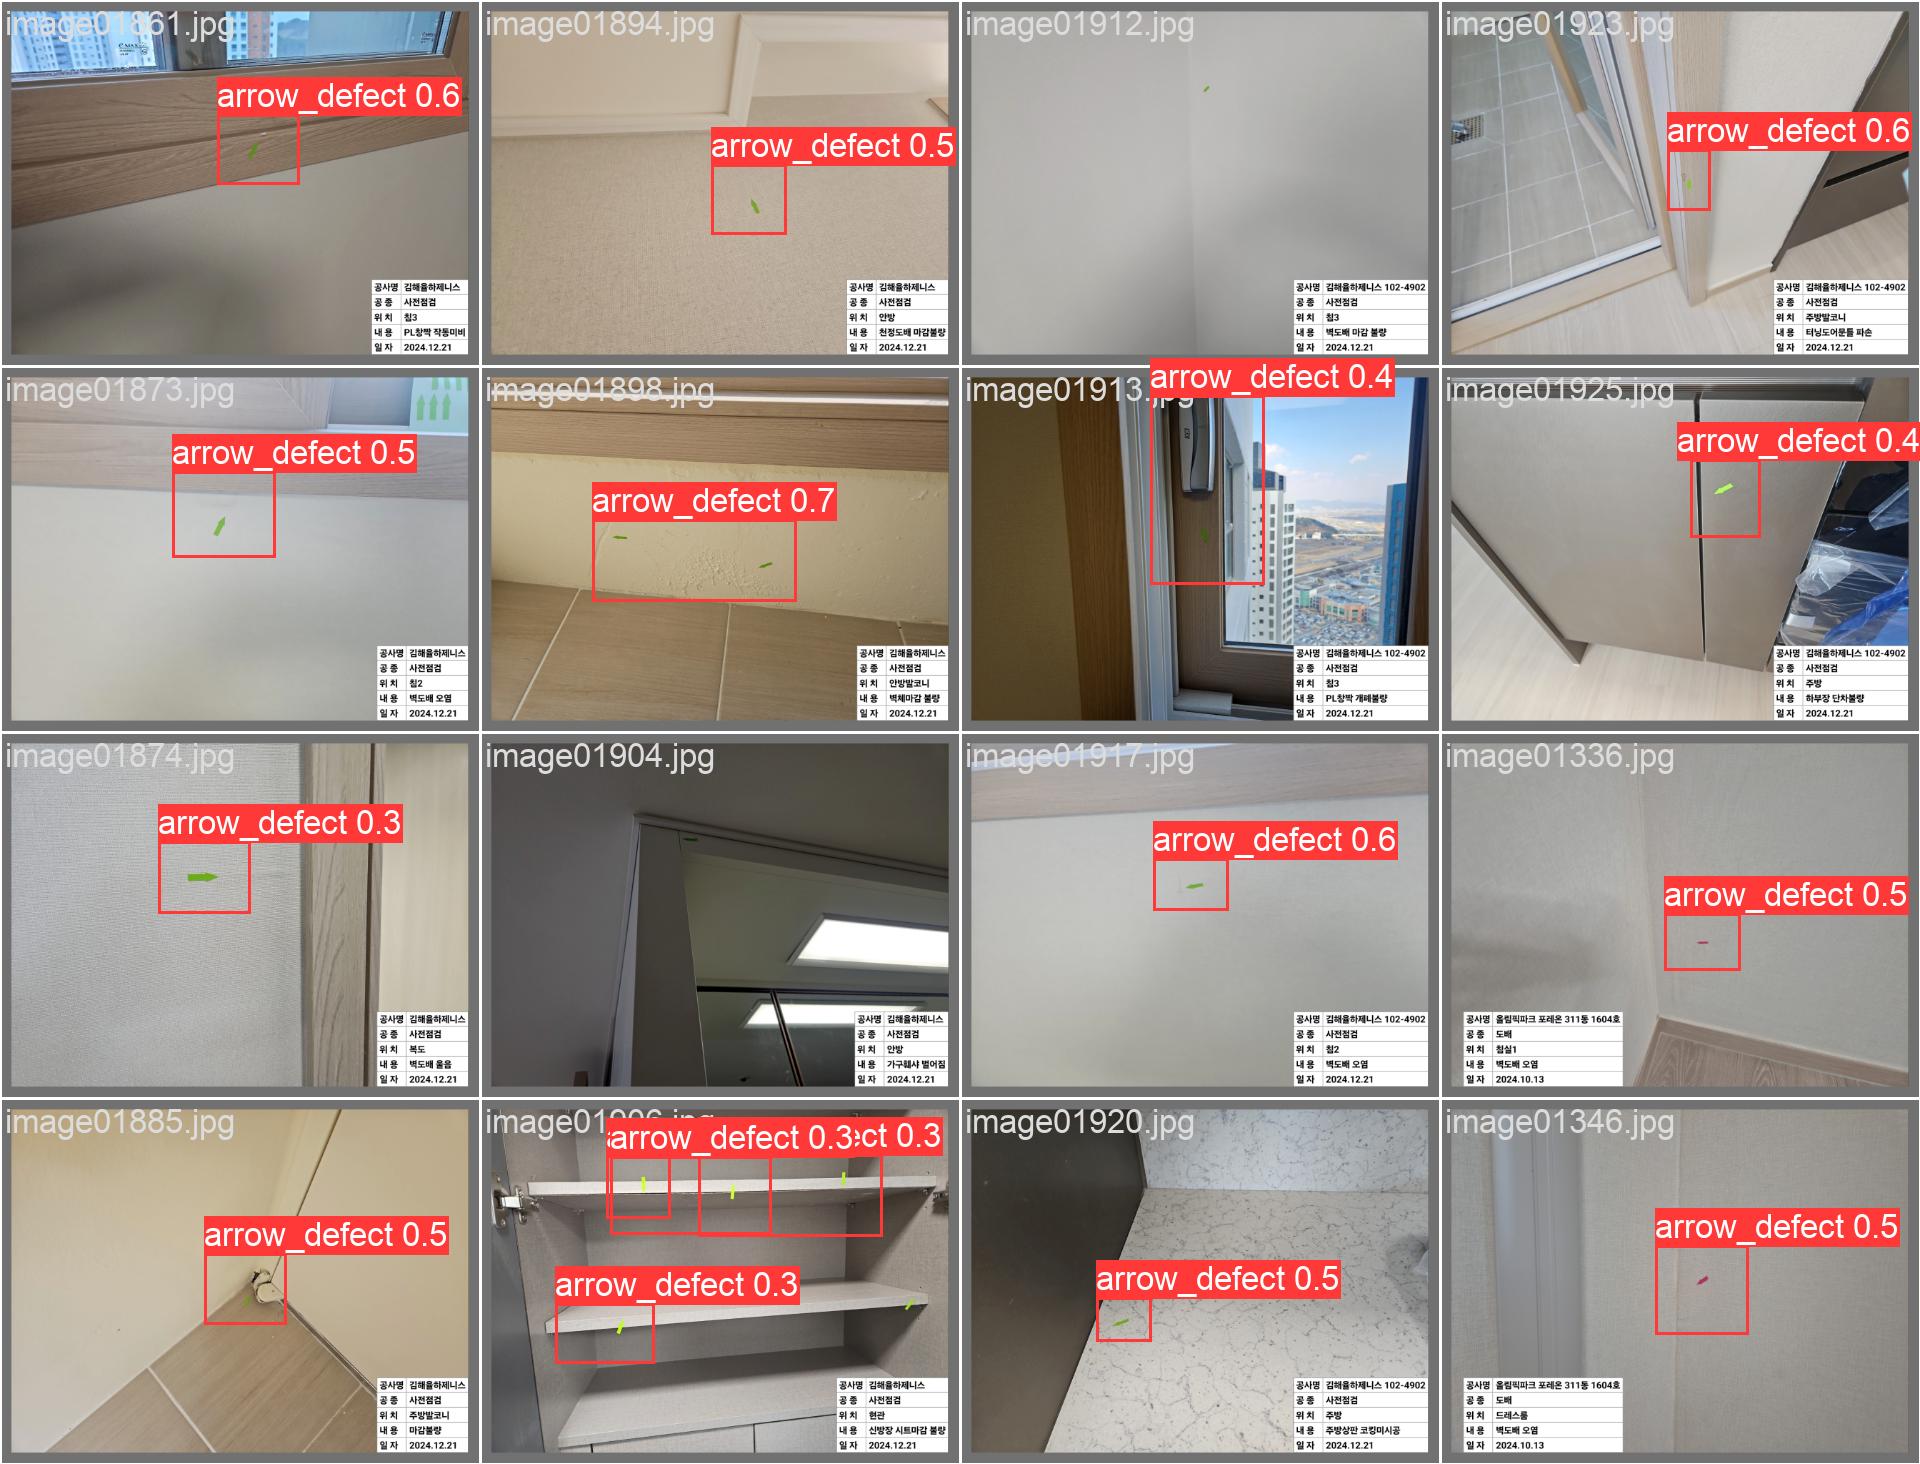 image01861.jpg
arrow_defect 0.6
공사명 김해율하제니스
공 종 사전점검
위 치 침3
내 용 PL창짝 작동미비
일 자 2024.12.21
image01894.jpg
arrow_defect 0.5
공사명 김해율하제니스
공 종 사전점검
위 치 안방
내 용 천정도배 마감불량
일 자 2024.12.21
image01912.jpg
공사명 김해율하제니스 102-4902
공 종 사전점검
위 치 침3
내 용 벽도배 마감 불량
일 자 2024.12.21
image01923.jpg
arrow_defect 0.6
공사명 김해율하제니스 102-4902
공 종 사전점검
위 치 주방발코니
내 용 터닝도어문틀 파손
일 자 2024.12.21
image01873.jpg
arrow_defect 0.5
공사명 김해율하제니스
공 종 사전점검
위 치 침2
내 용 벽도배 오염
일 자 2024.12.21
image01898.jpg
arrow_defect 0.7
공사명 김해율하제니스
공 종 사전점검
위 치 안방발코니
내 용 벽체마감 불량
일 자 2024.12.21
image01913.jpg
arrow_defect 0.4
공사명 김해율하제니스 102-4902
공 종 사전점검
위 치 침3
내 용 PL창짝 개폐불량
일 자 2024.12.21
image01925.jpg
arrow_defect 0.4
공사명 김해율하제니스 102-4902
공 종 사전점검
위 치 주방
내 용 하부장 단차불량
일 자 2024.12.21
image01874.jpg
arrow_defect 0.3
공사명 김해율하제니스
공 종 사전점검
위 치 복도
내 용 벽도배 울음
일 자 2024.12.21
image01904.jpg
공사명 김해율하제니스
공 종 사전점검
위 치 안방
내 용 가구휀샤 벌어짐
일 자 2024.12.21
image01917.jpg
arrow_defect 0.6
공사명 김해율하제니스 102-4902
공 종 사전점검
위 치 침2
내 용 벽도배 오염
일 자 2024.12.21
image01336.jpg
arrow_defect 0.5
공사명 올림픽파크 포레온 311동 1604호
공 종 도배
위 치 침실1
내 용 벽도배 오염
일 자 2024.10.13
image01885.jpg
arrow_defect 0.5
공사명 김해율하제니스
공 종 사전점검
위 치 주방발코니
내 용 마감불량
일 자 2024.12.21
arrow_defect 0.3
ect 0.3
arrow_defect 0.3
공사명 김해율하제니스
공 종 사전점검
위 치 현관
내 용 신방장 시트마감 불량
일 자 2024.12.21
image01920.jpg
arrow_defect 0.5
공사명 김해율하제니스 102-4902
공 종 사전점검
위 치 주방
내 용 주방상판 코킹미시공
일 자 2024.12.21
image01346.jpg
arrow_defect 0.5
공사명 올림픽파크 포레온 311동 1604호
공 종 도배
위 치 드레스룸
내 용 벽도배 오염
일 자 2024.10.13